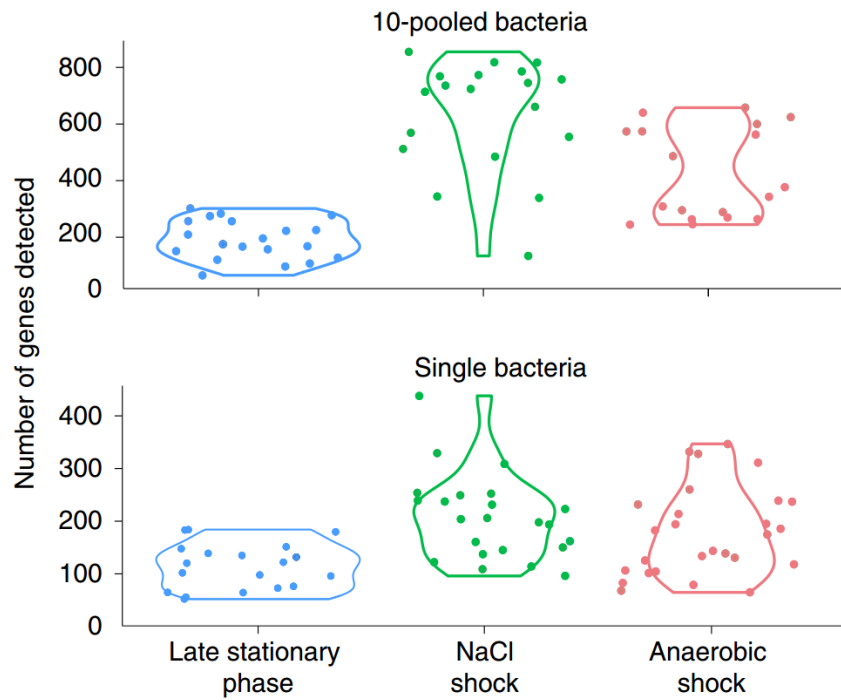 10-pooled bacteria
Number of genes detected
800
600
400
200
0
Single bacteria
400
300
200
100
0
Late stationary
phase
NaCl
shock
Anaerobic
shock